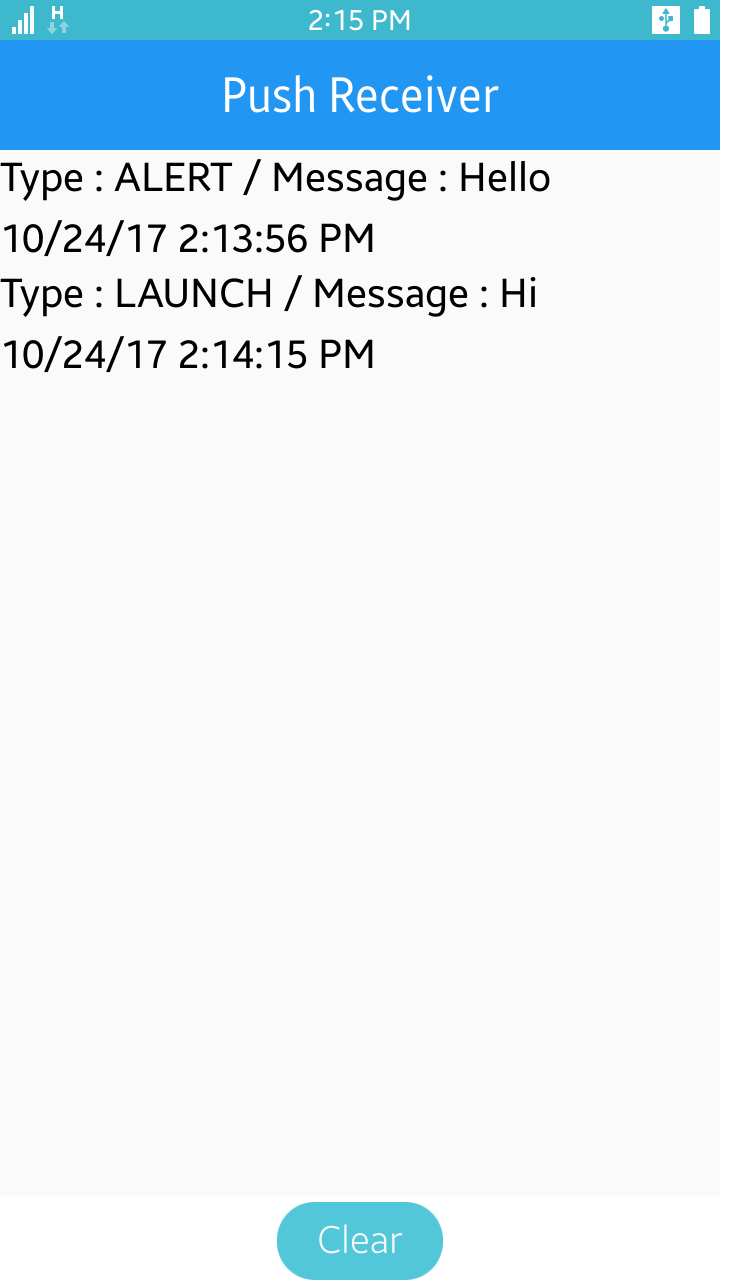 H
2:15 PM
Push Receiver
Type : ALERT / Message : Hello
10/24/17 2:13:56 PM
Type : LAUNCH / Message : Hi
10/24/17 2:14:15 PM
Clear